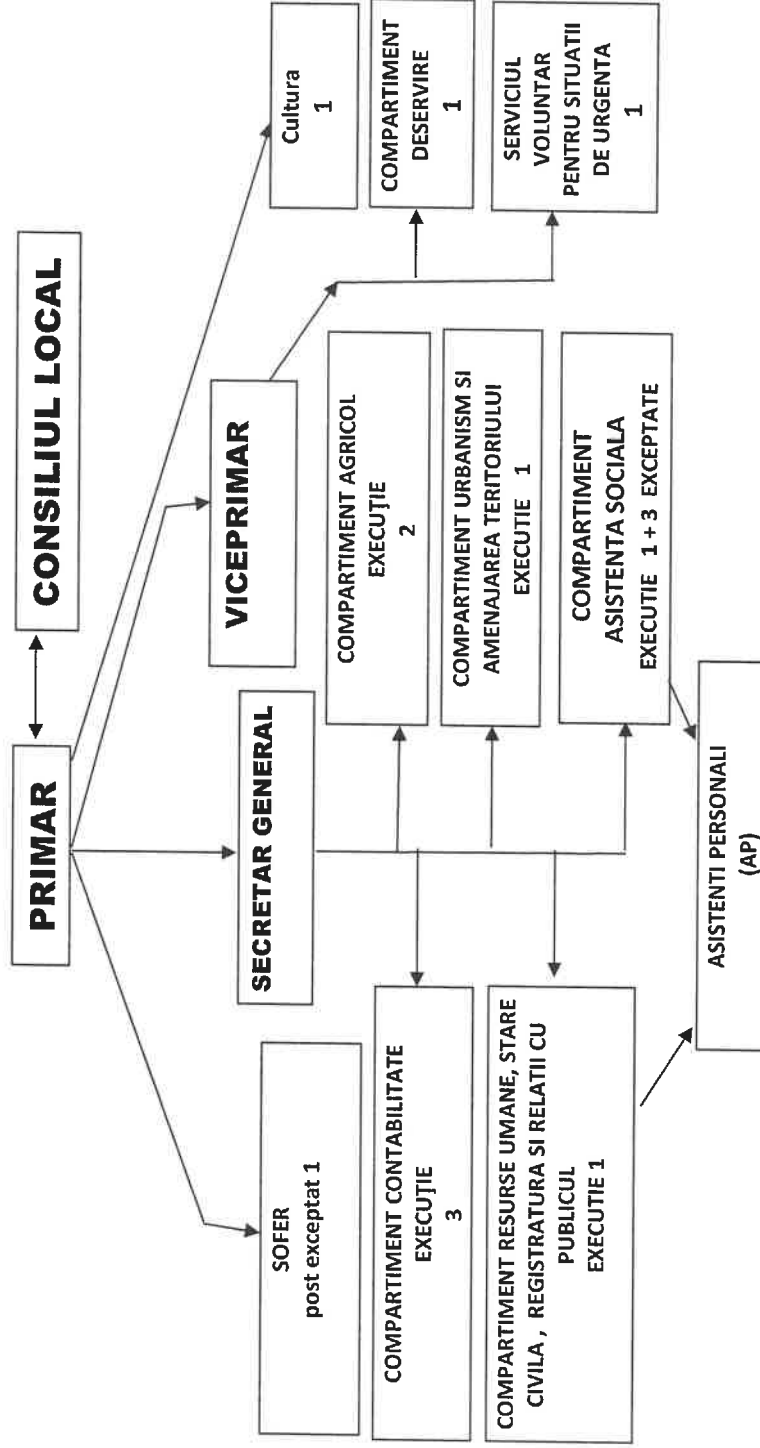 PRIMAR
CONSILIUL LOCAL
SECRETAR GENERAL
VICEPRIMAR
SOFER
post exceptat 1
COMPARTIMENT CONTABILITATE
EXECUŢIE
3
COMPARTIMENT RESURSE UMANE, STARE
CIVILA , REGISTRATURA SI RELATII CU
PUBLICUL
EXECUTIE 1
COMPARTIMENT AGRICOL
EXECUŢIE
2
COMPARTIMENT URBANISM SI
AMENAJAREA TERITORIULUI
EXECUTIE 1
COMPARTIMENT
ASISTENTA SOCIALA
EXECUTIE 1 + 3 EXCEPTATE
Cultura
1
COMPARTIMENT
DESERVIRE
1
SERVICIUL
VOLUNTAR
PENTRU SITUATII
DE URGENTA
1
ASISTENTI PERSONALI
(AP)